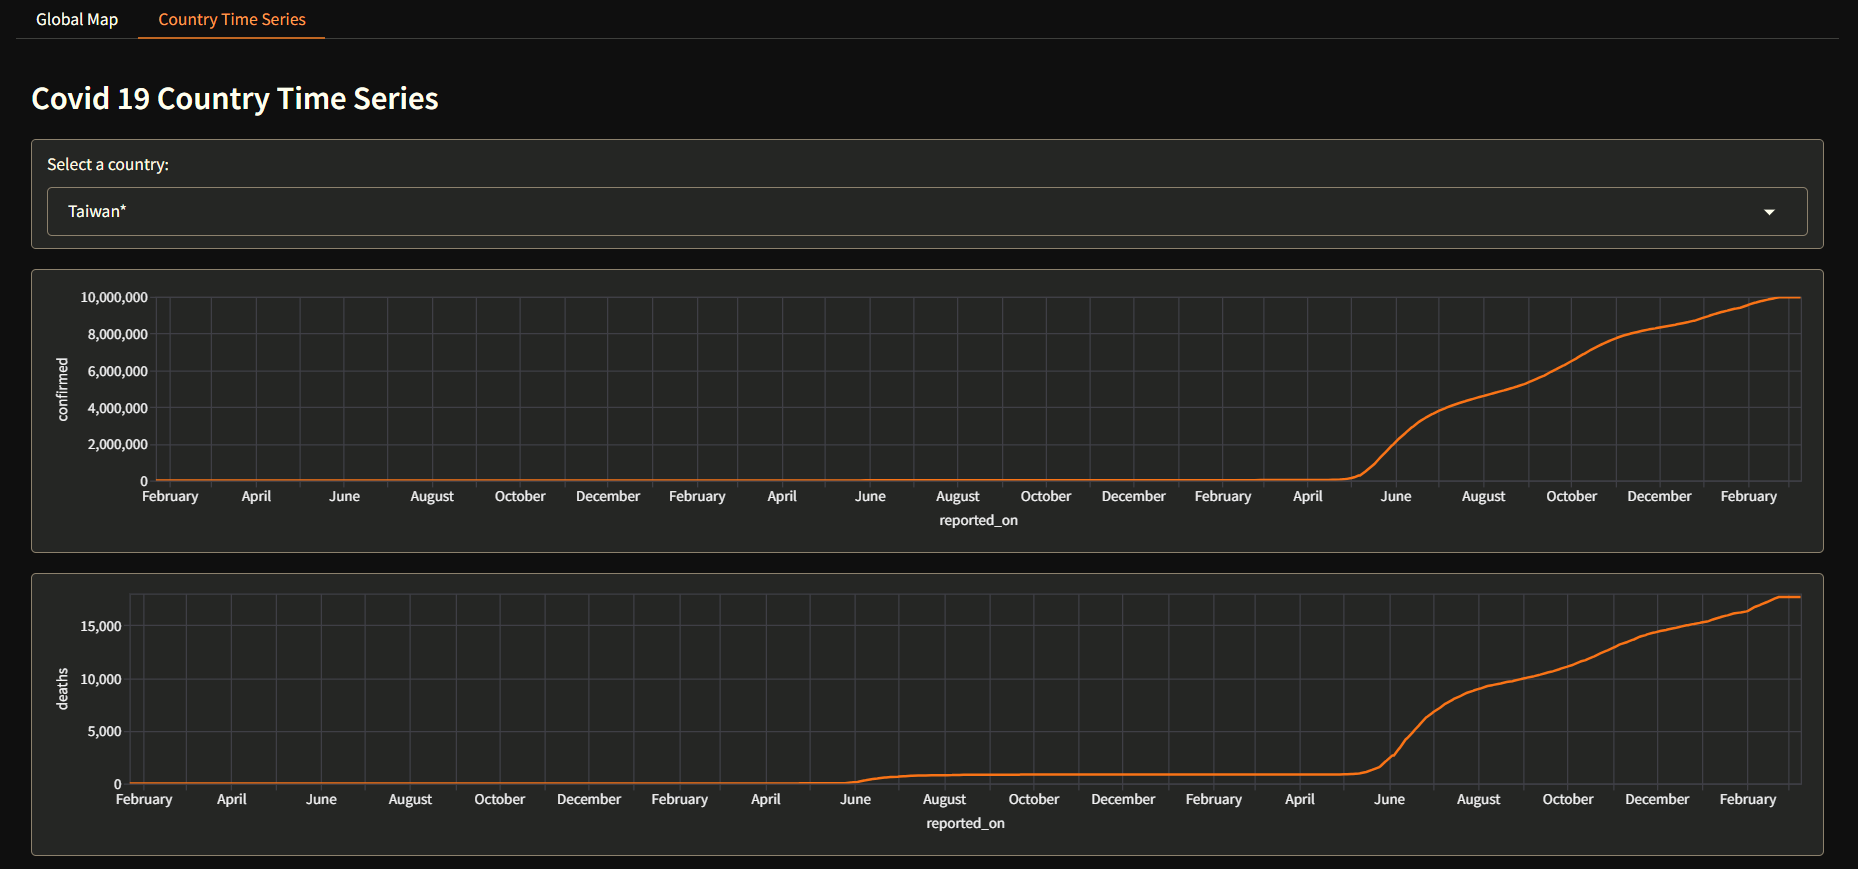 Global Map Country Time Series
Covid 19 Country Time Series
Select a country:
Taiwan*
10,000,000
8,000,000
6,000,000
4,000,000
2,000,000
0
confirmed
February April June August October December February April June August October December February April June August October December February
reported_on
15,000
10,000
5,000
0
deaths
February April June August October December February April June August October December February April June August October December February
reported_on